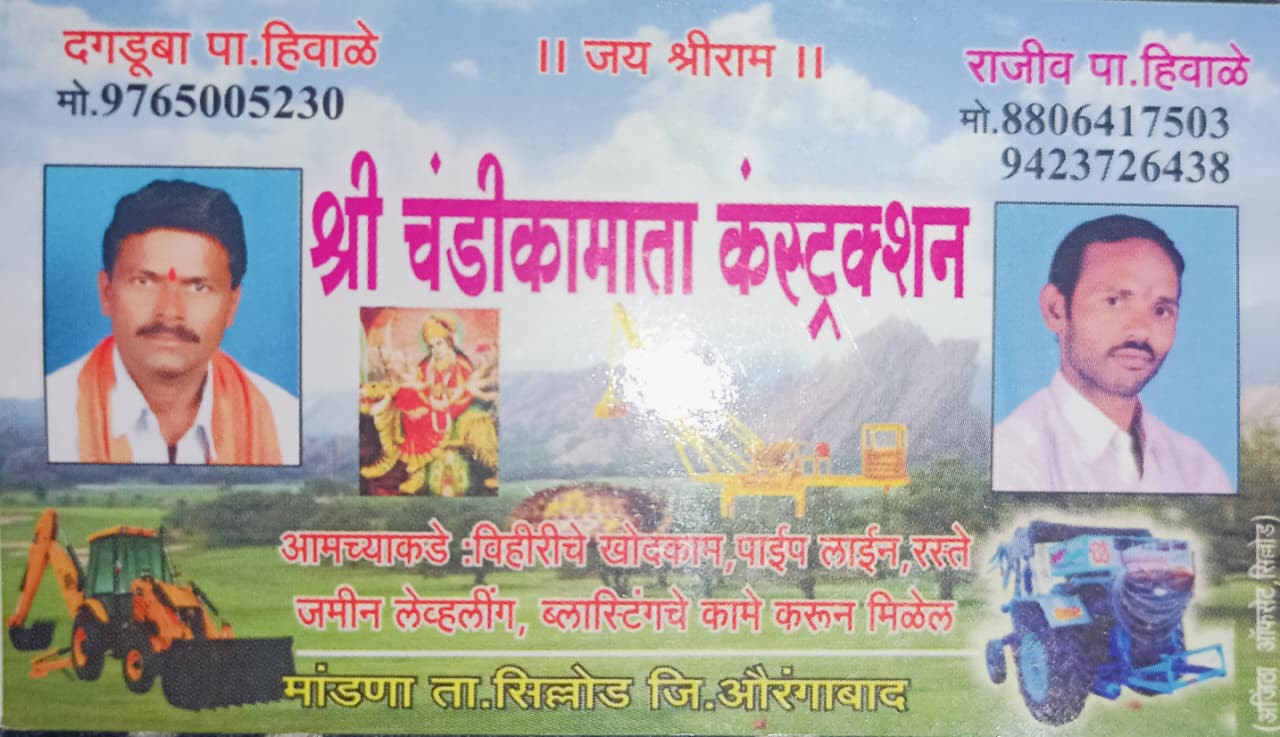 दगडूबा पा.हिवाळे
मो.9765005230
॥ जय श्रीराम ॥
राजीव पा.हिवाळे
मो.8806417503
9423726438
श्री चंडीकामाता कंस्ट्रक्शन
आमच्याकडे :विहीरीचे खोदकाम,पाईप लाईन,रस्ते
जमीन लेव्हलींग, ब्लास्टिंगचे कामे करून मिळेल
मांडणा ता.सिल्लोड जि.औरंगाबाद
(अजिंठा ऑफसेट सिल्लोड)